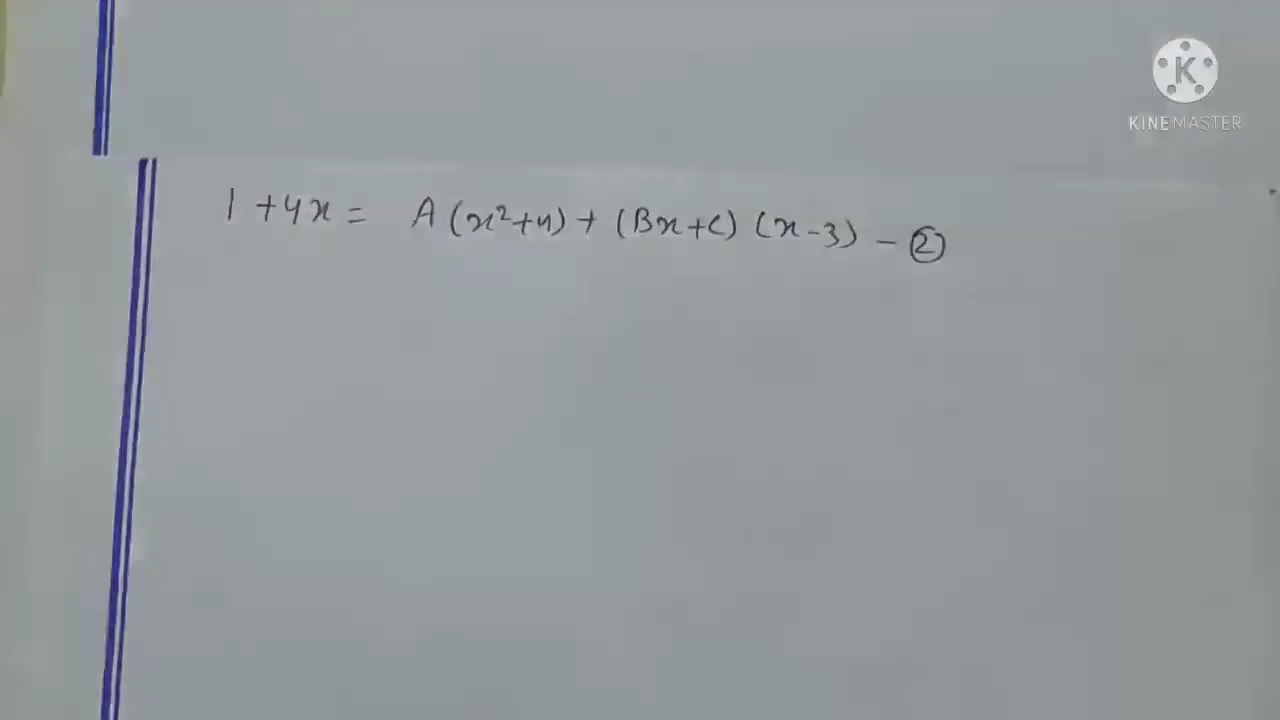 K
KINEMASTER
1 + 4x = A (x² + 4) + (Bx + C) (x - 3) - ②